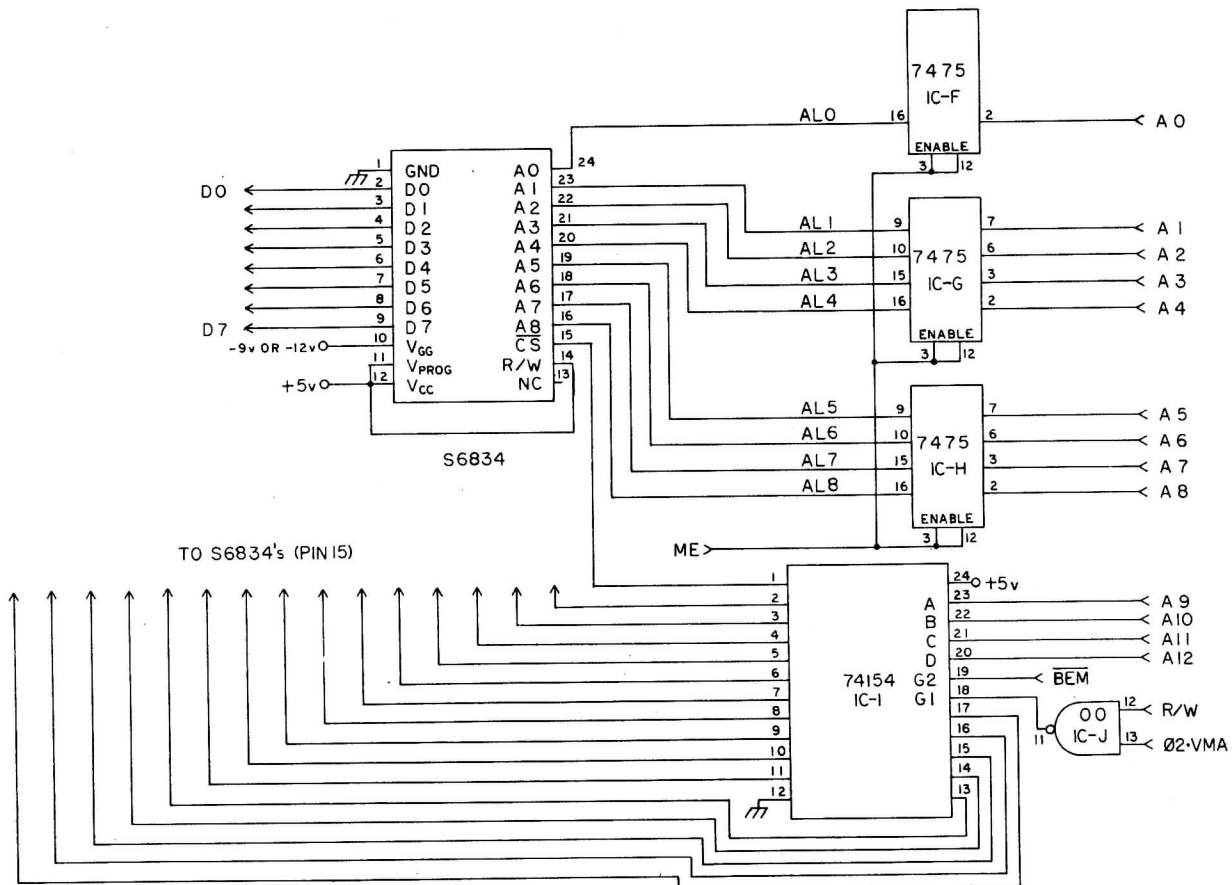 7475
IC-F
AL0 16 2 A0
ENABLE
3 12
1 GND A0 24
D0 2 D0 A1 23
3 D1 A2 22
4 D2 A3 21
5 D3 A4 20
6 D4 A5 19
7 D5 A6 18
8 D6 A7 17
D7 9 D7 A8 16
-9v OR -12v 10 VGG CS 15
11 VPROG R/W 14
+5v 12 VCC NC 13
S6834
AL1 9 7 A1
AL2 10 6 A2
7475
AL3 15 3 A3
IC-G
AL4 16 2 A4
ENABLE
3 12
AL5 9 7 A5
AL6 10 6 A6
7475
AL7 15 3 A7
IC-H
AL8 16 2 A8
ENABLE
3 12
ME
TO S6834's (PIN 15)
1 24 +5v
2 A 23 A9
3 B 22 A10
4 C 21 A11
5 D 20 A12
6 74154 G2 19 BEM
7 IC-I G1 18
8 17
9 16
10 15
11 14
12 13
00
IC-J
12 R/W
11 13 Ø2•VMA